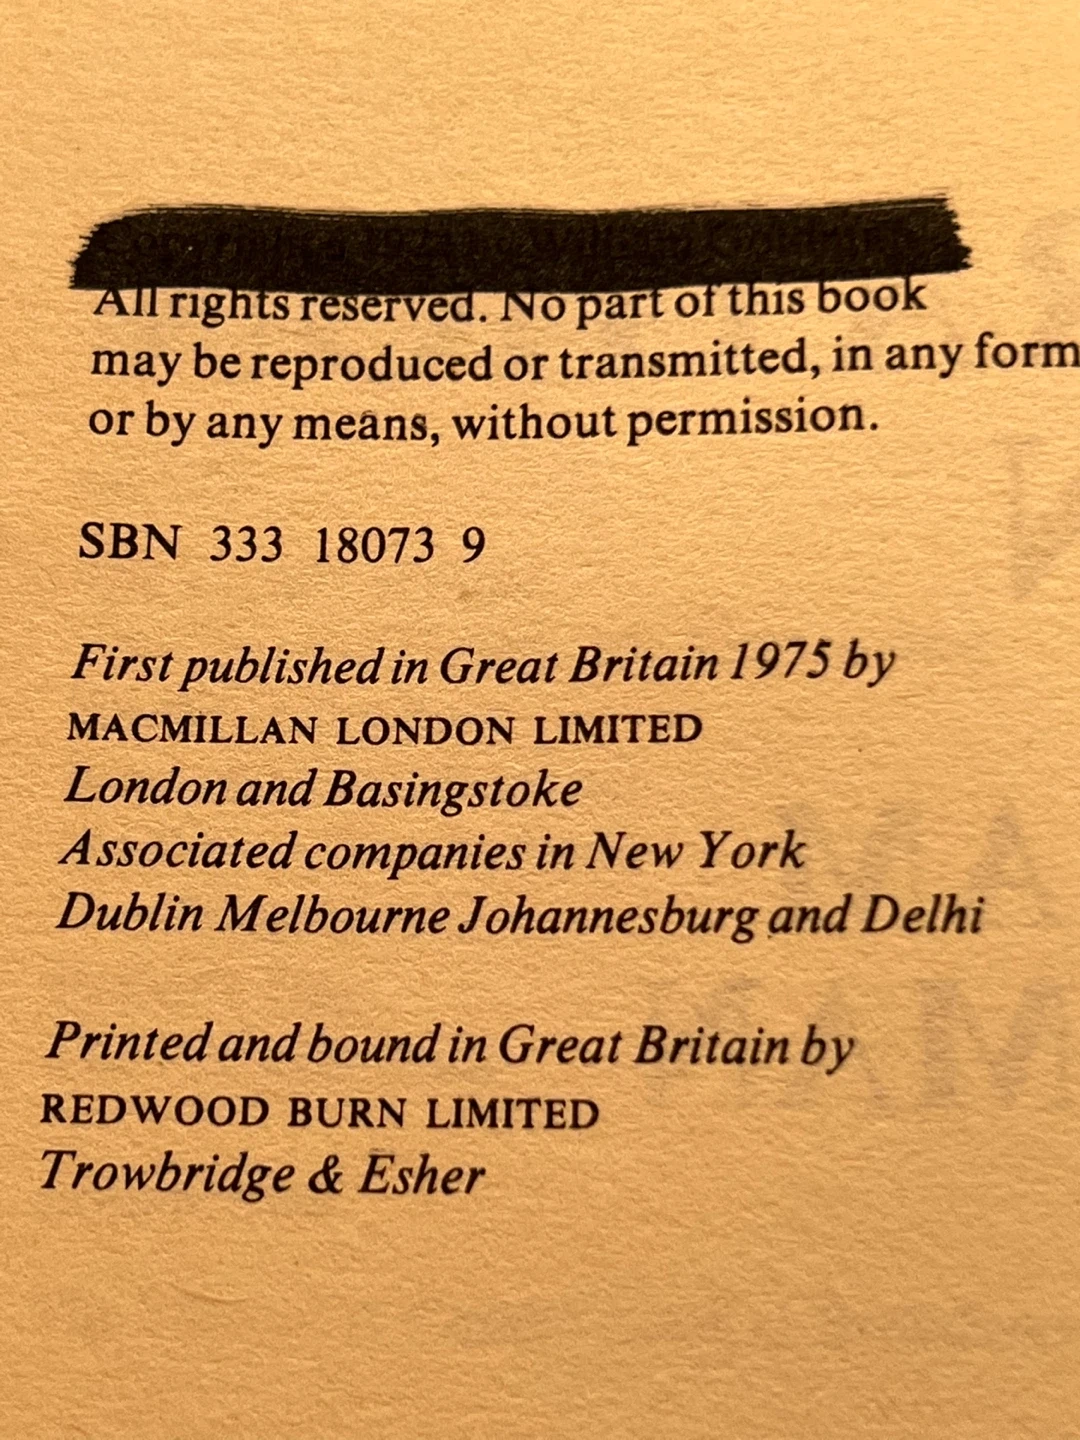 All rights reserved. No part of this book
may be reproduced or transmitted, in any form
or by any means, without permission.
SBN 333 18073 9
First published in Great Britain 1975 by
MACMILLAN LONDON LIMITED
London and Basingstoke
Associated companies in New York
Dublin Melbourne Johannesburg and Delhi
Printed and bound in Great Britain by
REDWOOD BURN LIMITED
Trowbridge & Esher